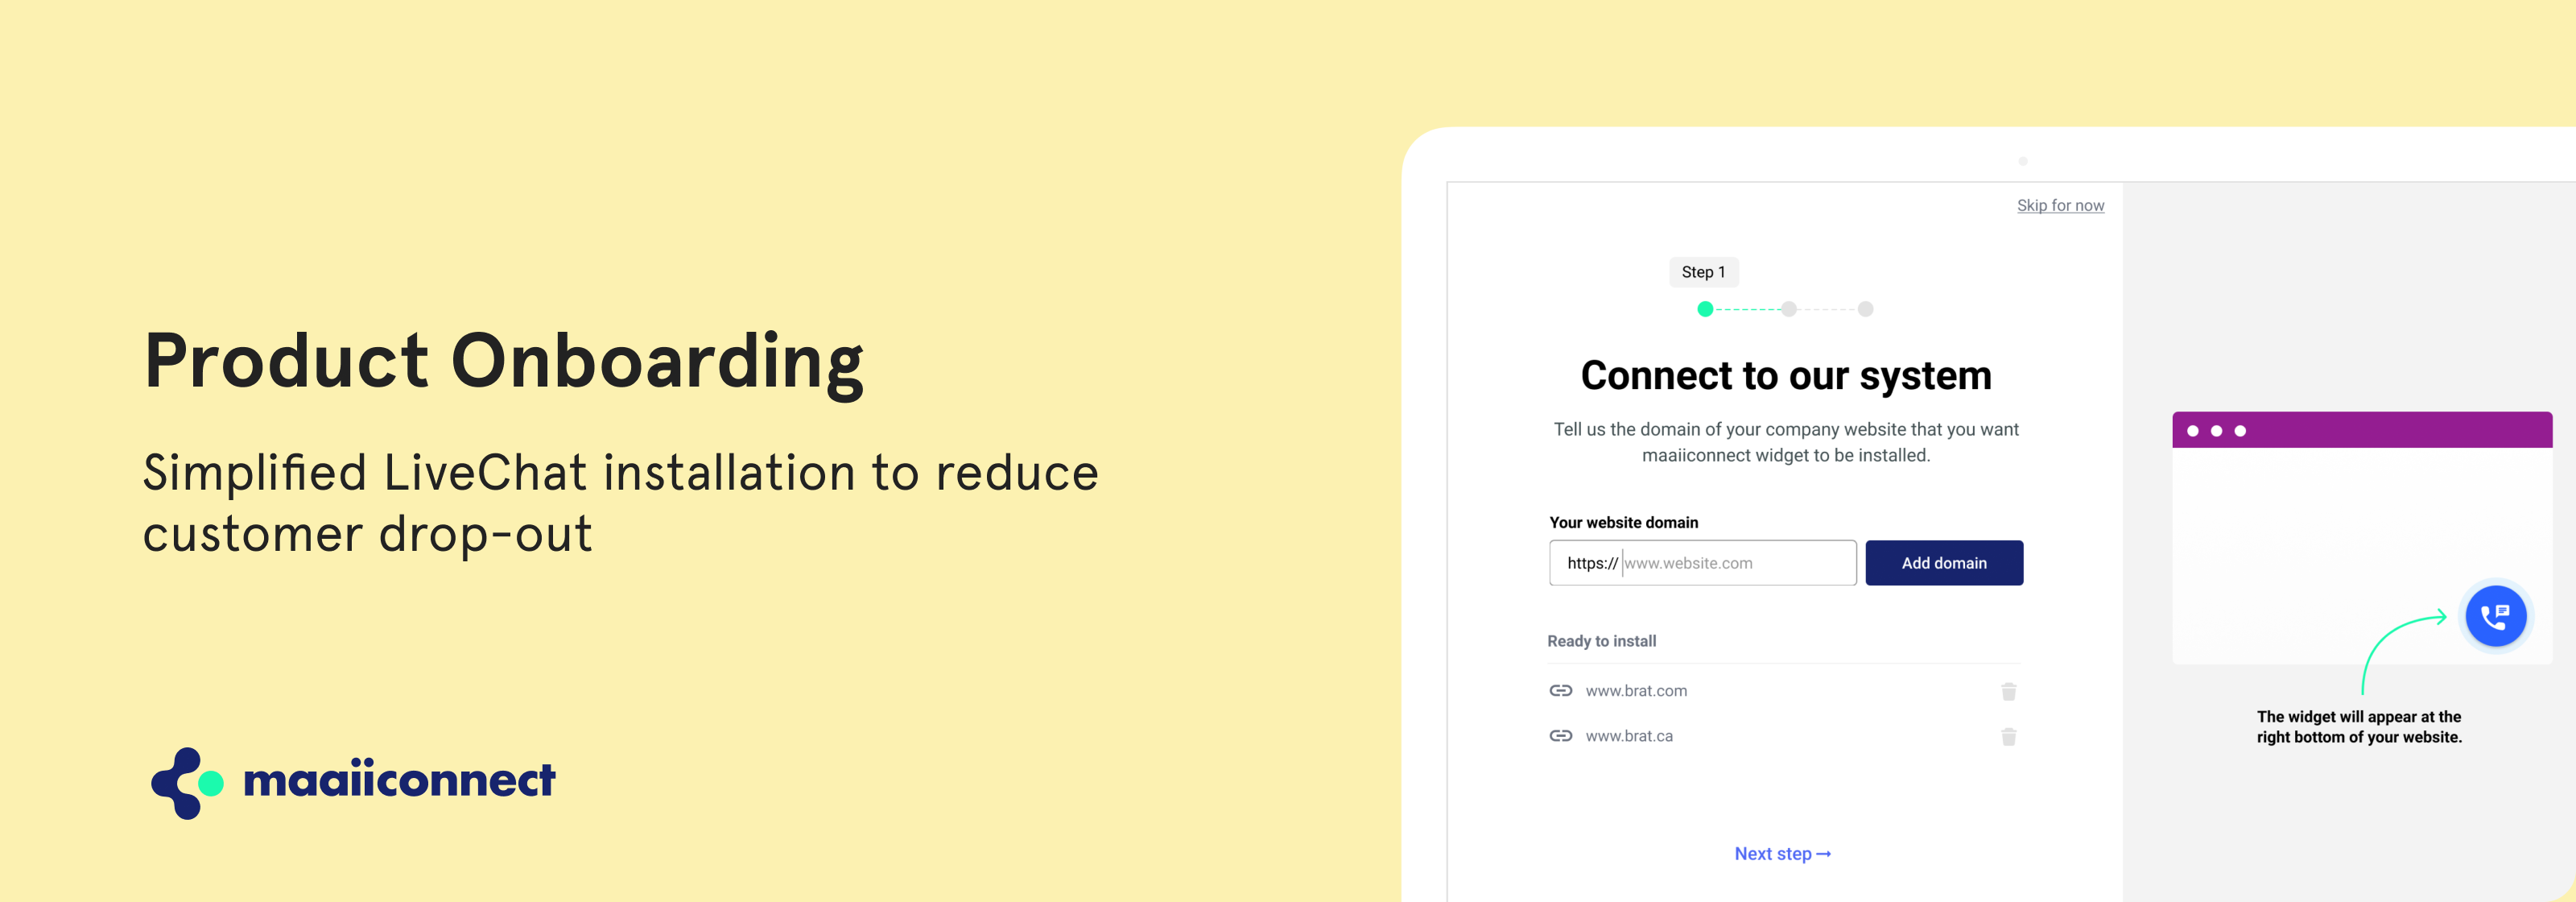 Product Onboarding
Simplified LiveChat installation to reduce
customer drop-out
maaiiconnect
Skip for now
Step 1
Connect to our system
Tell us the domain of your company website that you want
maaiiconnect widget to be installed.
Your website domain
https:// www.website.com
Add domain
Ready to install
www.brat.com
www.brat.ca
Next step →
The widget will appear at the
right bottom of your website.